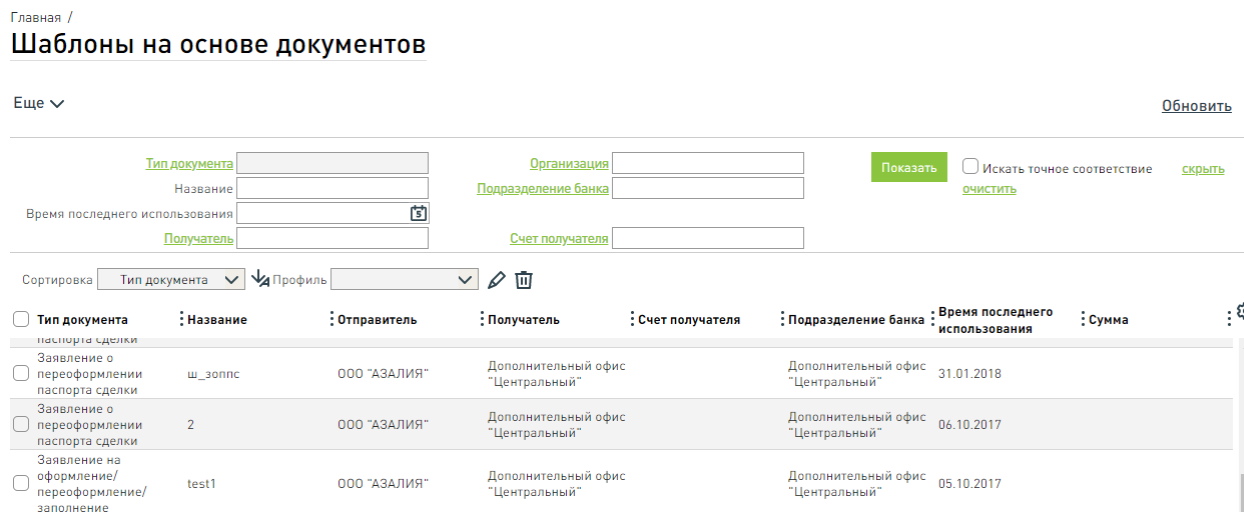 Главная /
Шаблоны на основе документов
Еще
Обновить
Тип документа
Организация
Показать
Искать точное соответствие
скрыть
Название
Подразделение банка
очистить
Время последнего использования
5
Получатель
Счет получателя
Сортировка Тип документа А Профиль
Тип документа Название Отправитель Получатель Счет получателя Подразделение банка Время последнего использования Сумма
паспорта сделки
Заявление о
переоформлении
паспорта сделки
ш_зоппс
ООО "АЗАЛИЯ"
Дополнительный офис
"Центральный"
Дополнительный офис
"Центральный"
31.01.2018
Заявление о
переоформлении
паспорта сделки
2
ООО "АЗАЛИЯ"
Дополнительный офис
"Центральный"
Дополнительный офис
"Центральный"
06.10.2017
Заявление на
оформление/
переоформление/
заполнение
test1
ООО "АЗАЛИЯ"
Дополнительный офис
"Центральный"
Дополнительный офис
"Центральный"
05.10.2017